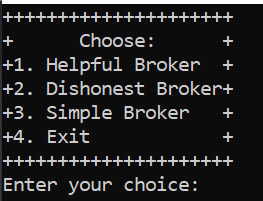 +++++++++++++++++++++
+      Choose:      +
+1. Helpful Broker  +
+2. Dishonest Broker+
+3. Simple Broker   +
+4. Exit            +
+++++++++++++++++++++
Enter your choice: